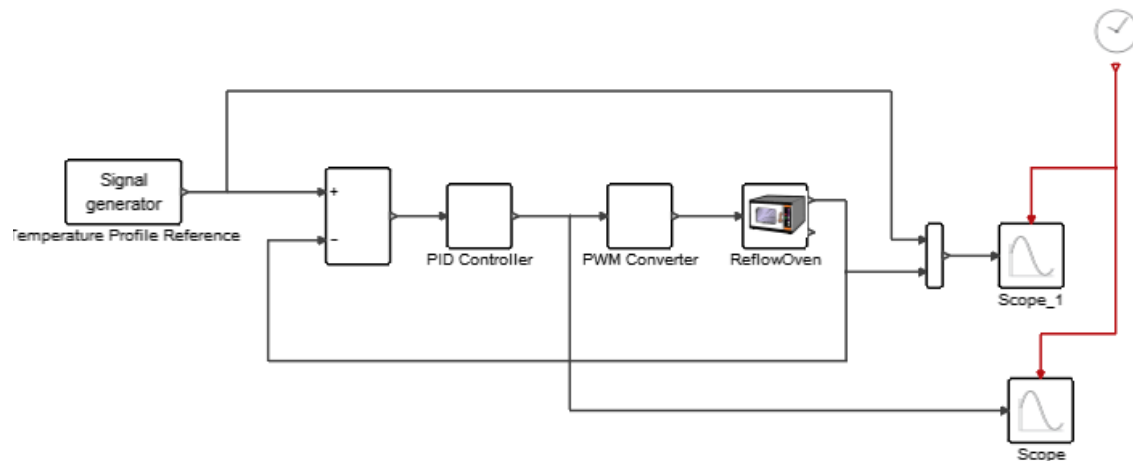 Signal
generator
Temperature Profile Reference
+
−
PID Controller
PWM Converter
ReflowOven
Scope_1
Scope